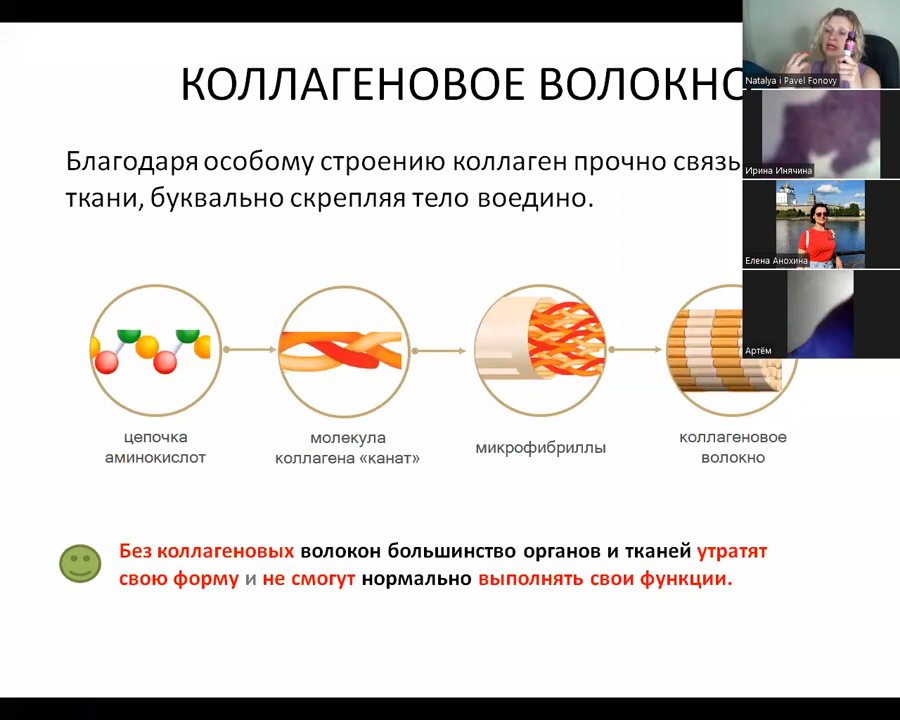 КОЛЛАГЕНОВОЕ ВОЛОКНО
Благодаря особому строению коллаген прочно
ткани, буквально скрепляя тело воедино.
цепочка
аминокислот
молекула
коллагена «канат»
микрофибриллы
коллагеновое
волокно
Без коллагеновых волокон большинство органов и тканей утратят
свою форму и не смогут нормально выполнять свои функции.
Natalya i Pavel Fonovy
Ирина Инячина
Елена Анохина
Артём